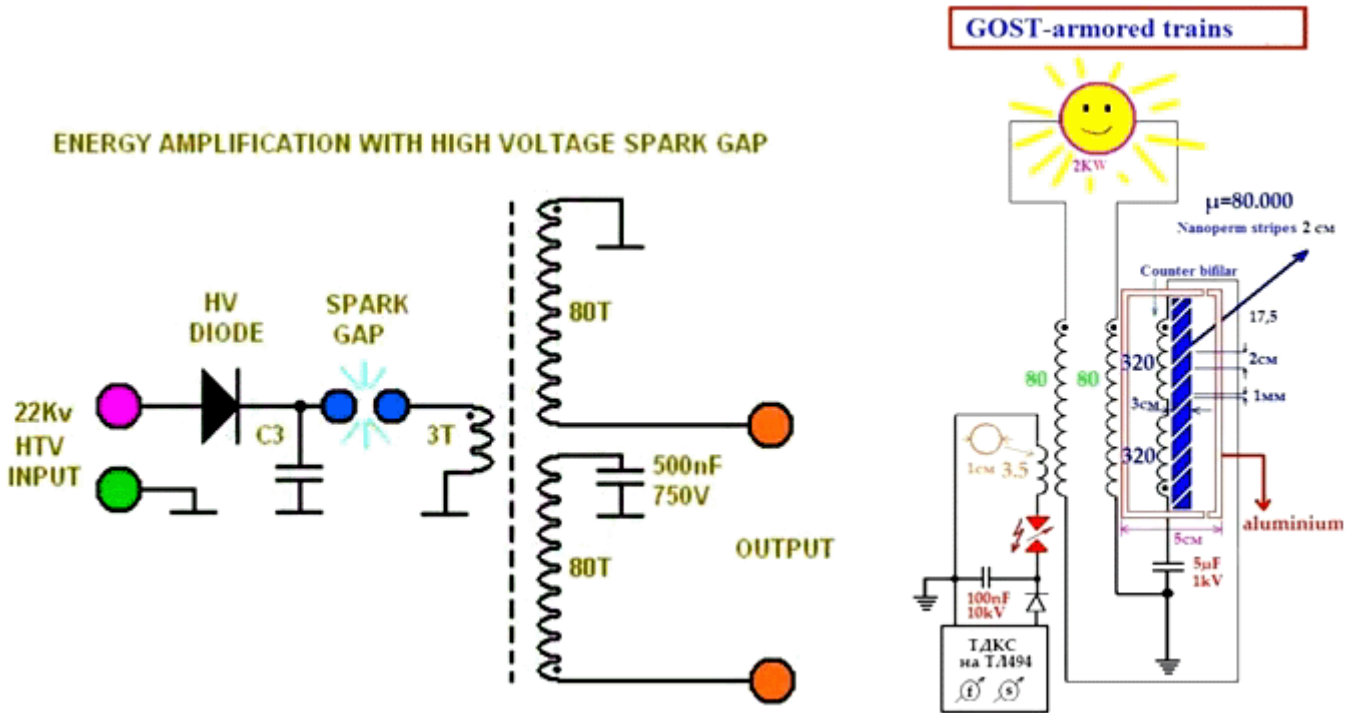 ENERGY AMPLIFICATION WITH HIGH VOLTAGE SPARK GAP
HV
DIODE
SPARK
GAP
22Kv
HTV
INPUT
C3
3T
80T
500nF
750V
80T
OUTPUT
GOST-armored trains
2KW
μ=80.000
Nanoperm stripes 2 см
Counter bifilar
17,5
320
2см
80
80
1мм
3см
1см
3.5
320
aluminium
5см
5μF
1kV
100nF
10kV
ТДКС
на ТЛ494
f
s